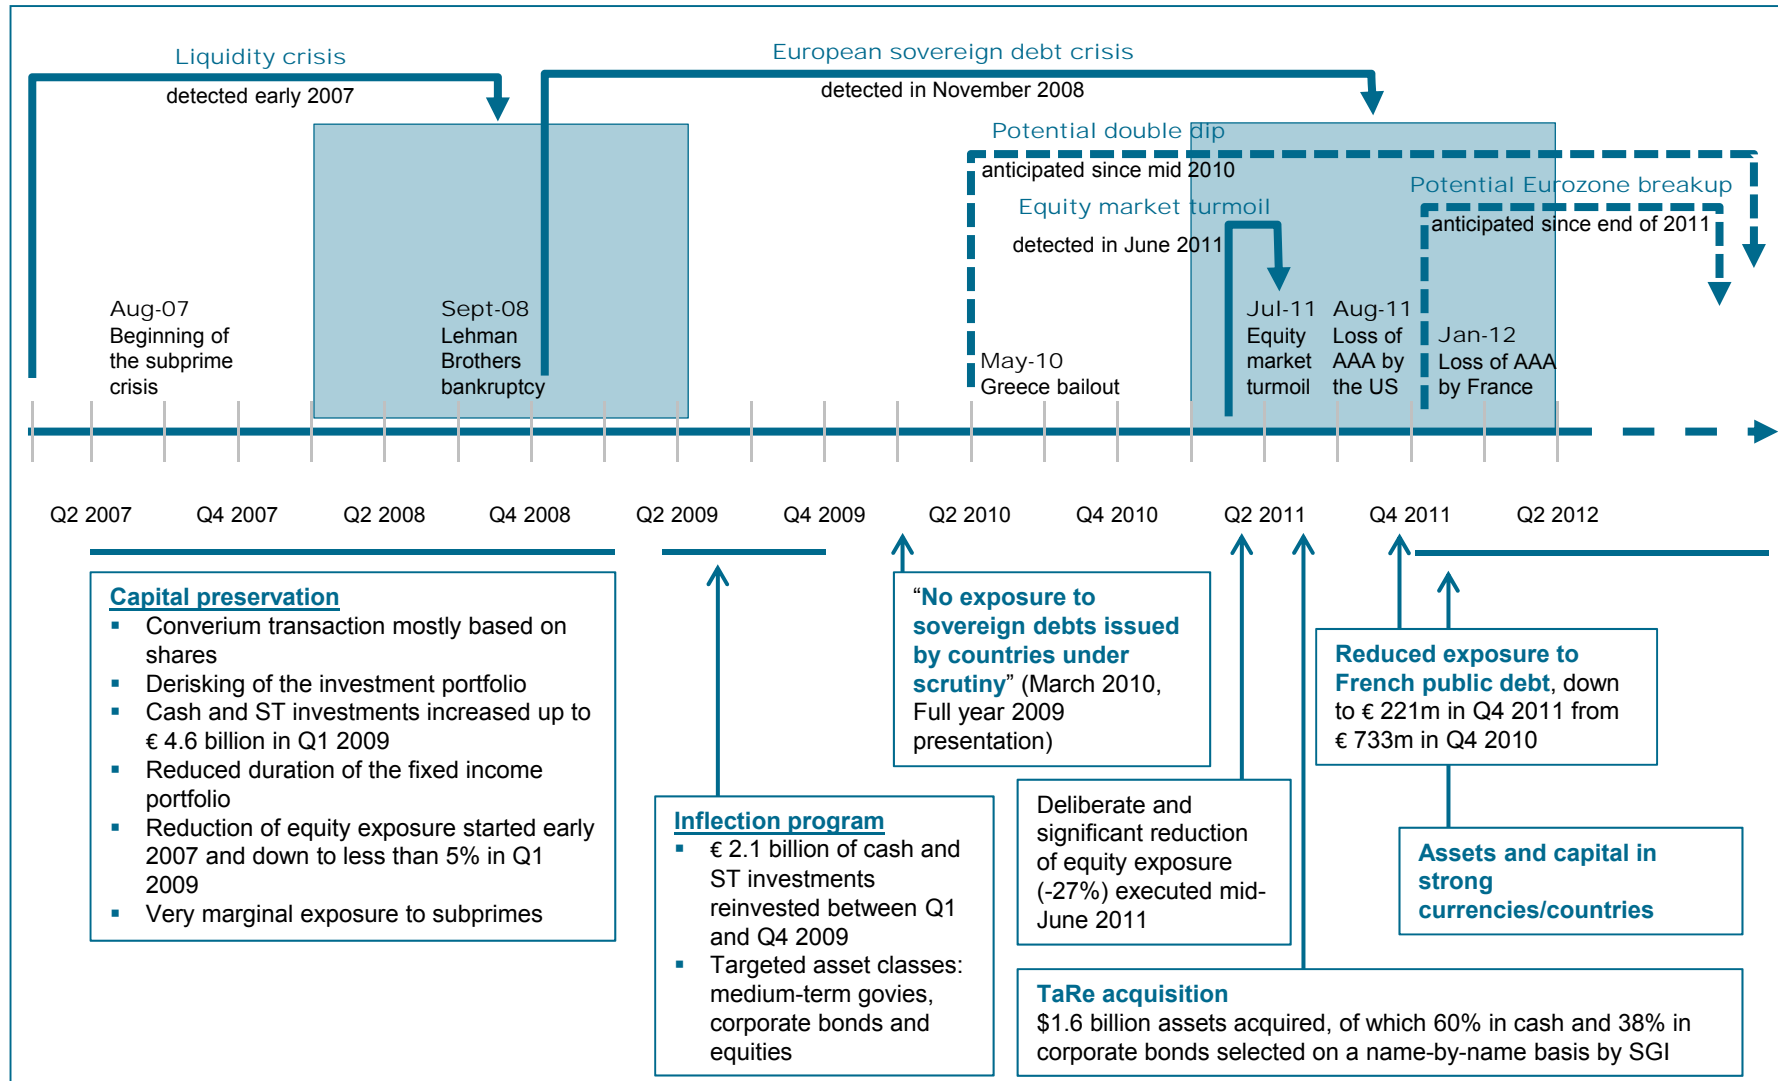 Liquidity crisis
detected early 2007
European sovereign debt crisis
detected in November 2008
Potential double dip
anticipated since mid 2010
Equity market turmoil
detected in June 2011
Potential Eurozone breakup
anticipated since end of 2011
Aug-07
Beginning of
the subprime
crisis
Sept-08
Lehman
Brothers
bankruptcy
May-10
Greece bailout
Jul-11
Equity
market
turmoil
Aug-11
Loss of
AAA by
the US
Jan-12
Loss of AAA
by France
Q2 2007 Q4 2007 Q2 2008 Q4 2008 Q2 2009 Q4 2009 Q2 2010 Q4 2010 Q2 2011 Q4 2011 Q2 2012
Capital preservation
▪ Converium transaction mostly based on
shares
▪ Derisking of the investment portfolio
▪ Cash and ST investments increased up to
€ 4.6 billion in Q1 2009
▪ Reduced duration of the fixed income
portfolio
▪ Reduction of equity exposure started early
2007 and down to less than 5% in Q1
2009
▪ Very marginal exposure to subprimes
Inflection program
▪ € 2.1 billion of cash and
ST investments
reinvested between Q1
and Q4 2009
▪ Targeted asset classes:
medium-term govies,
corporate bonds and
equities
“No exposure to
sovereign debts issued
by countries under
scrutiny” (March 2010,
Full year 2009
presentation)
Deliberate and
significant reduction
of equity exposure
(-27%) executed mid-
June 2011
Reduced exposure to
French public debt, down
to € 221m in Q4 2011 from
€ 733m in Q4 2010
Assets and capital in
strong
currencies/countries
TaRe acquisition
$1.6 billion assets acquired, of which 60% in cash and 38% in
corporate bonds selected on a name-by-name basis by SGI